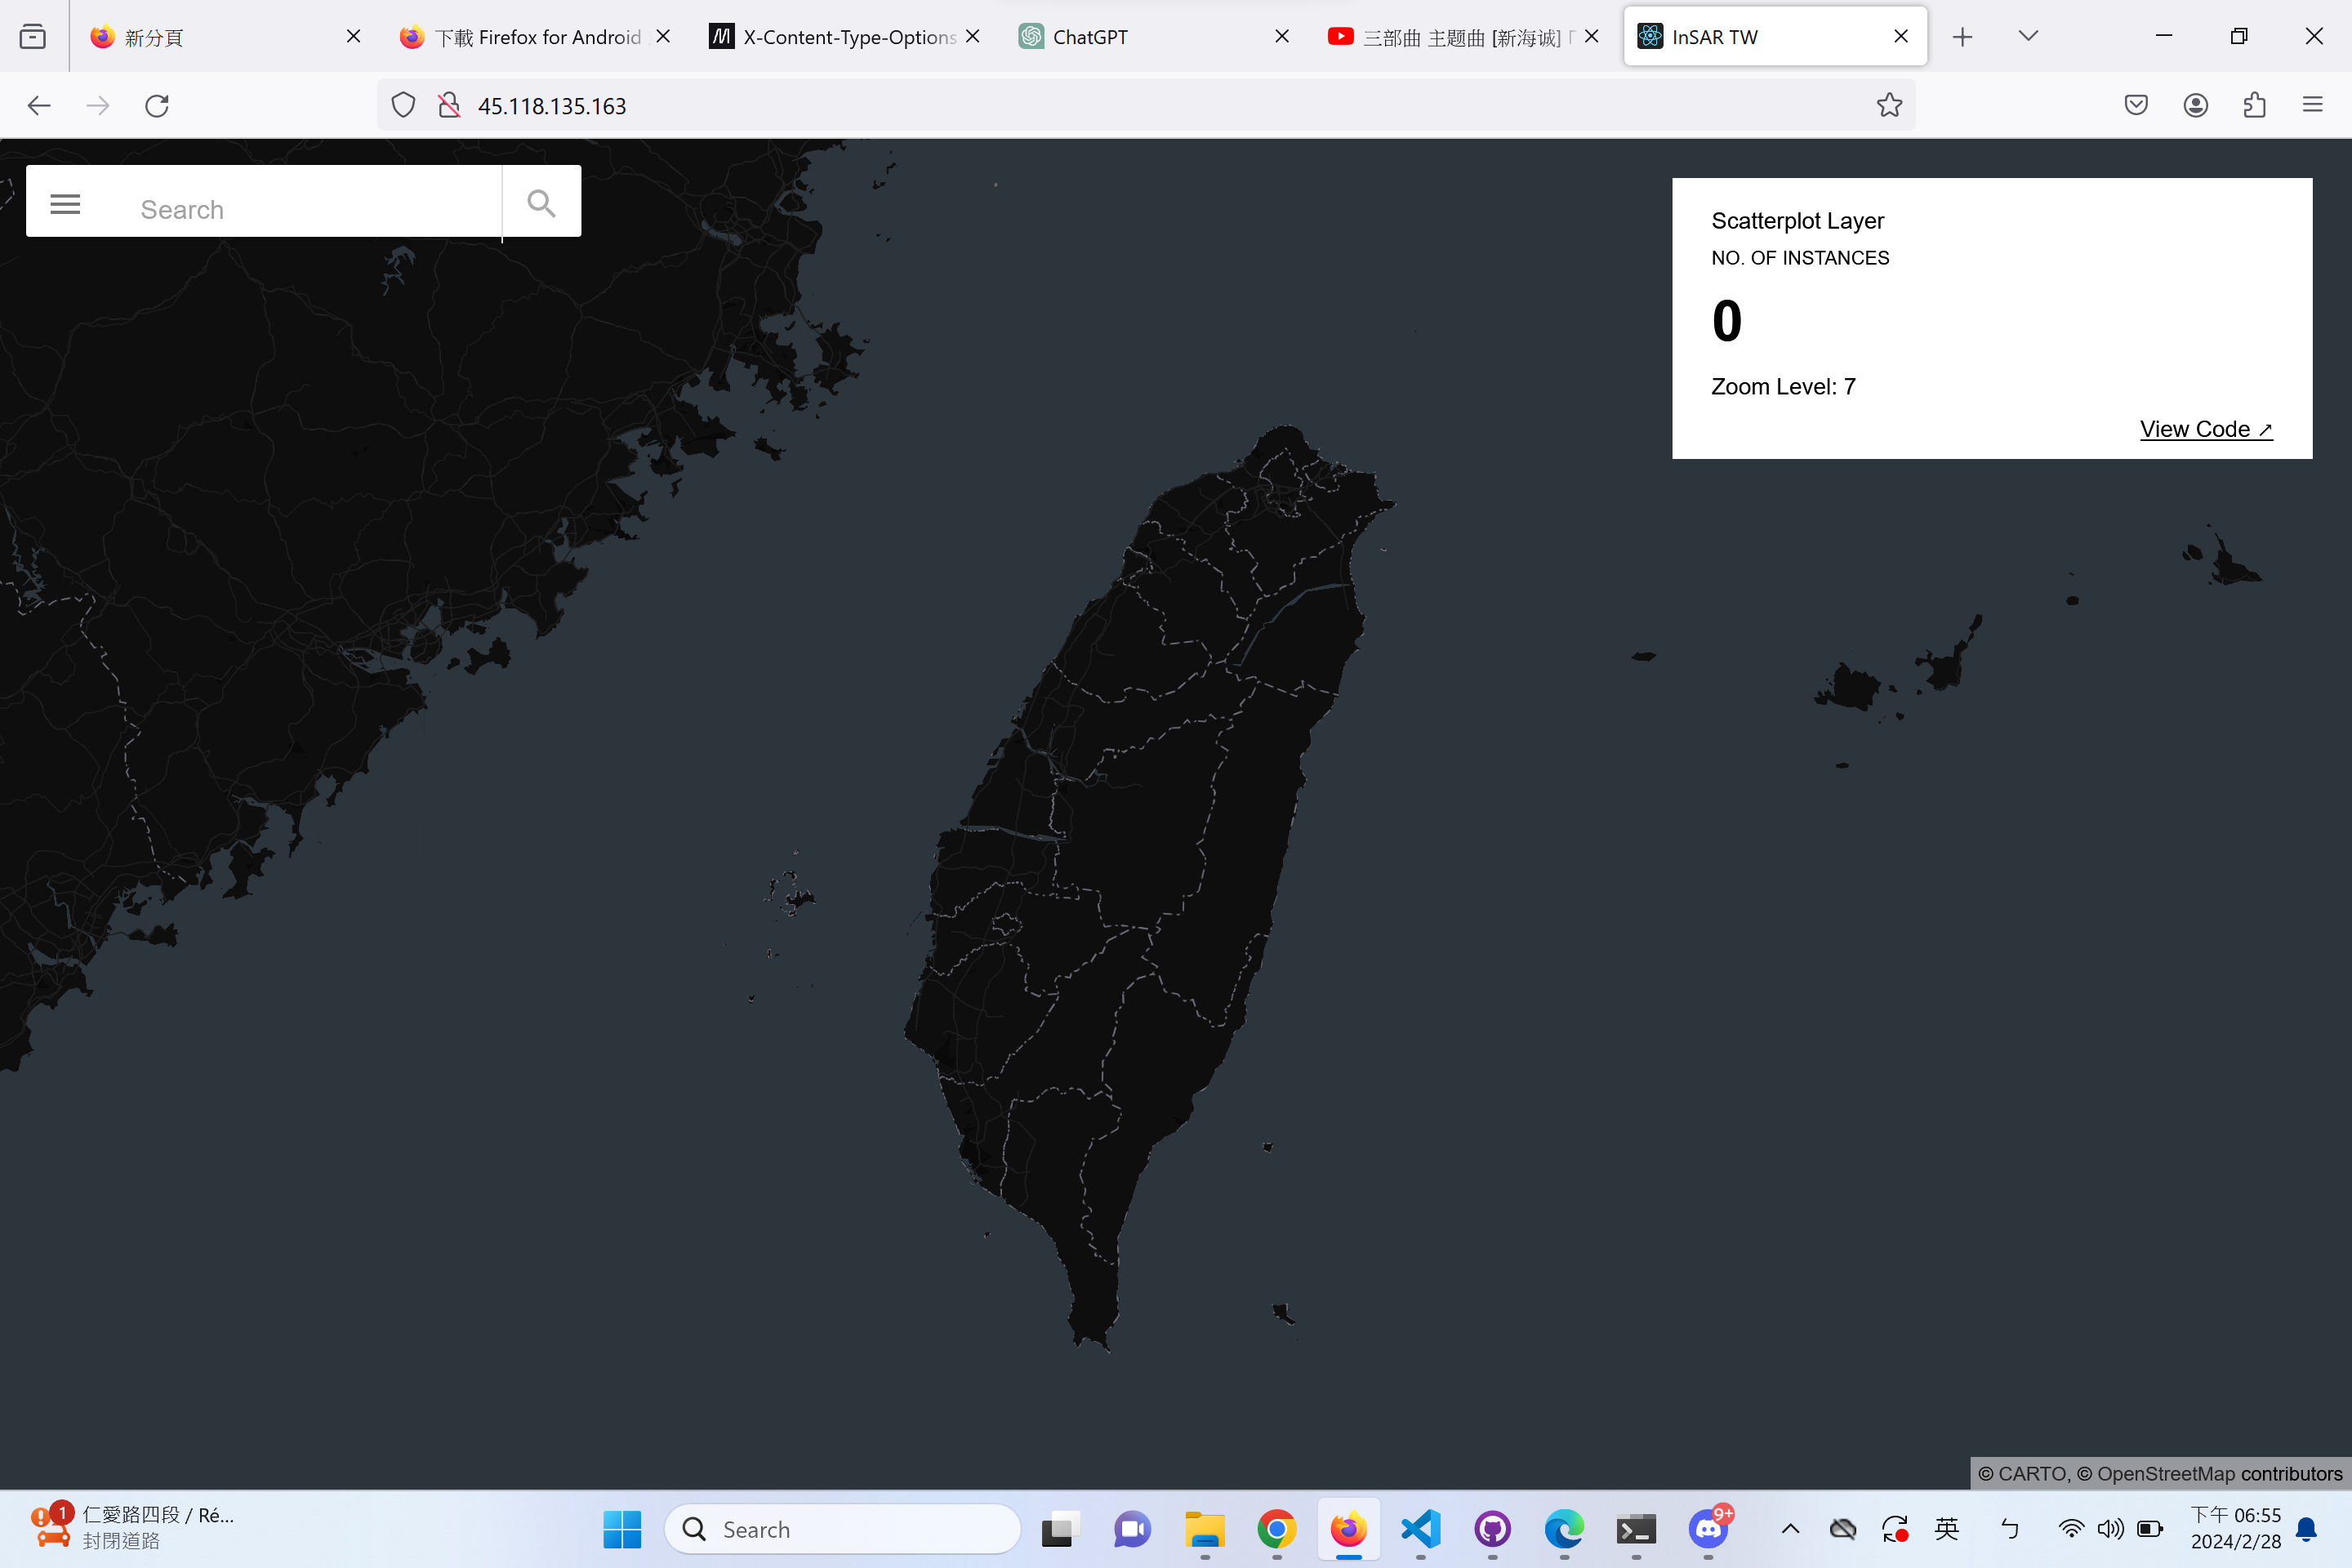 新分頁
下載 Firefox for Android
X-Content-Type-Options
ChatGPT
三部曲 主題曲 [新海诚]
InSAR TW
45.118.135.163
Search
Scatterplot Layer
NO. OF INSTANCES
0
Zoom Level: 7
View Code ↗
© CARTO, © OpenStreetMap contributors
1
仁愛路四段 / Ré...
封閉道路
Search
9+
英
ㄅ
下午 06:55
2024/2/28